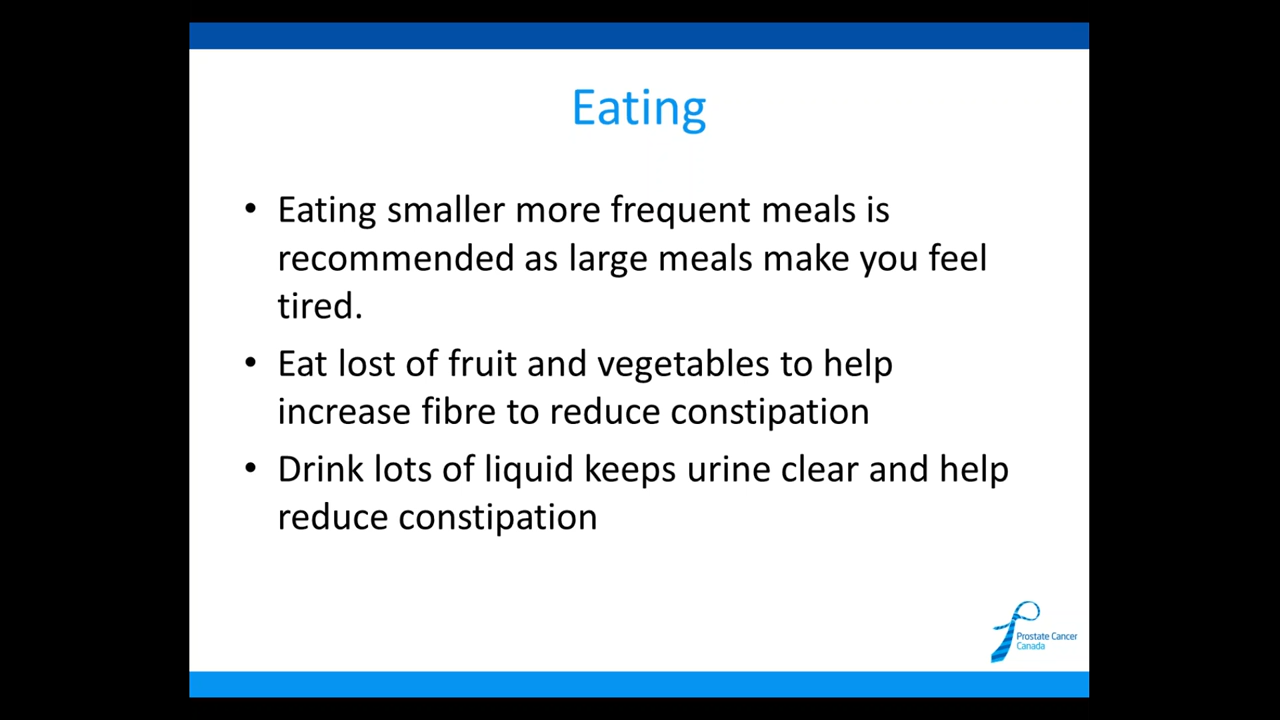 Eating
• Eating smaller more frequent meals is
recommended as large meals make you feel
tired.
• Eat lost of fruit and vegetables to help
increase fibre to reduce constipation
• Drink lots of liquid keeps urine clear and help
reduce constipation
Prostate Cancer
Canada